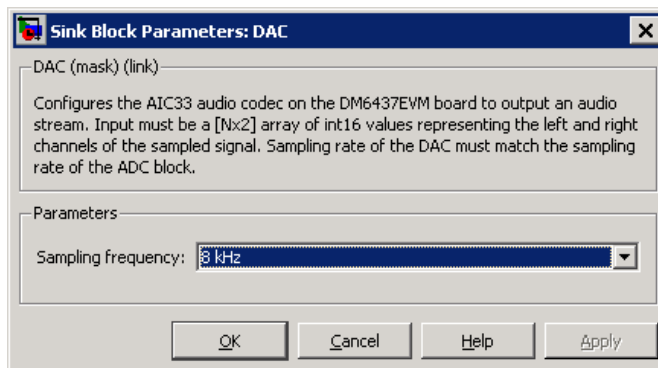 Sink Block Parameters: DAC
DAC (mask) (link)
Configures the AIC33 audio codec on the DM6437EVM board to output an audio
stream. Input must be a [Nx2] array of int16 values representing the left and right
channels of the sampled signal. Sampling rate of the DAC must match the sampling
rate of the ADC block.
Parameters
Sampling frequency: 8 kHz
OK Cancel Help Apply